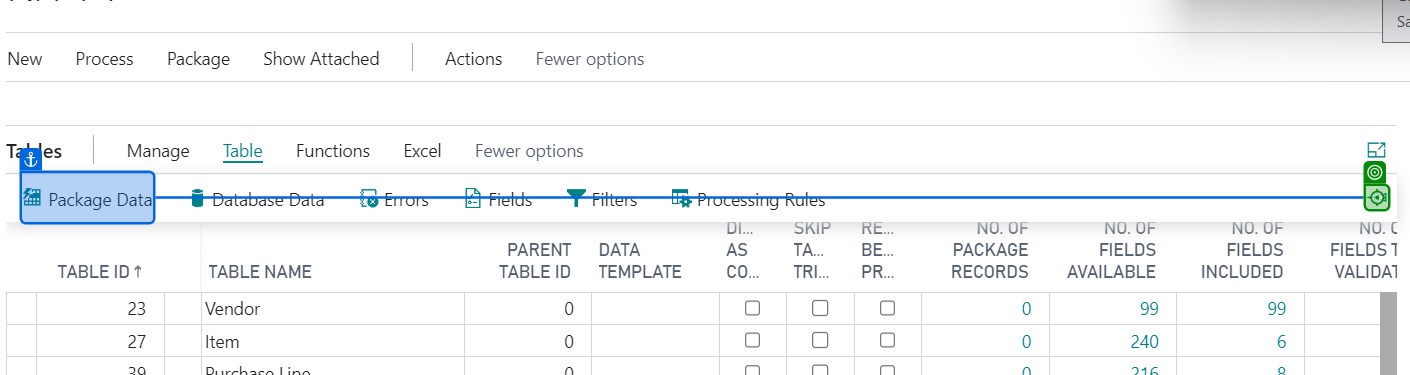 New Process Package Show Attached Actions Fewer options
Sa
Tables Manage Table Functions Excel Fewer options
Package Data Database Data Errors Fields Filters Processing Rules
DI... SKIP RE... NO. OF NO. OF NO. OF NO. O
PARENT DATA AS TA... BE... PACKAGE FIELDS FIELDS FIELDS T
TABLE ID ↑ TABLE NAME TABLE ID TEMPLATE CO... TRI... PR... RECORDS AVAILABLE INCLUDED VALIDAT
23 Vendor 0 0 99 99
27 Item 0 0 240 6
39 Purchase Line 0 0 216 8